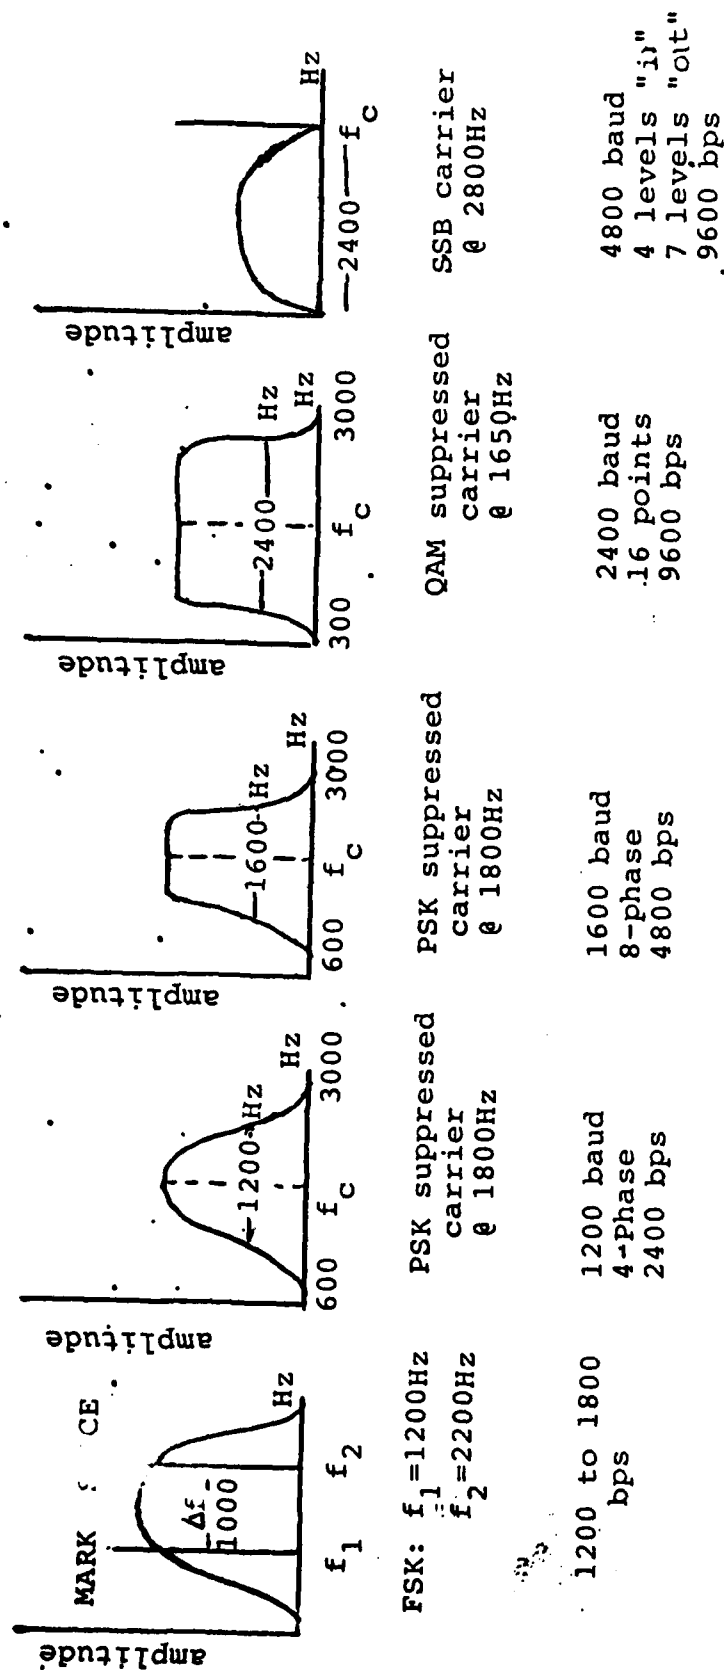 amplitude
MARK
CE
Δf
1000
Hz
f1
f2
FSK: f1=1200Hz
f2=2200Hz
1200 to 1800
bps
amplitude
1200 Hz
Hz
600
fc
3000
PSK suppressed
carrier
@ 1800Hz
1200 baud
4-Phase
2400 bps
amplitude
1600 Hz
Hz
600
fc
3000
PSK suppressed
carrier
@ 1800Hz
1600 baud
8-phase
4800 bps
amplitude
2400 Hz
Hz
300
fc
3000
QAM suppressed
carrier
@ 1650Hz
2400 baud
16 points
9600 bps
amplitude
Hz
2400
fc
SSB carrier
@ 2800Hz
4800 baud
4 levels
7 levels
9600 bps